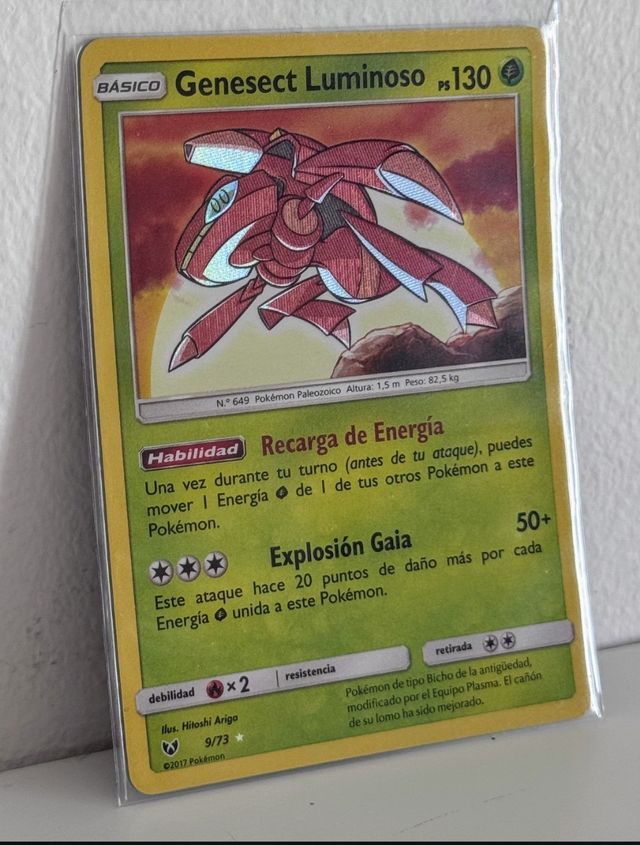 BÁSICO Genesect Luminoso PS130
N.º 649 Pokémon Paleozoico Altura: 1,5 m Peso: 82,5 kg
Habilidad Recarga de Energía
Una vez durante tu turno (antes de tu ataque), puedes
mover 1 Energía de 1 de tus otros Pokémon a este
Pokémon.
Explosión Gaia 50+
Este ataque hace 20 puntos de daño más por cada
Energía unida a este Pokémon.
debilidad ×2 resistencia retirada
Pokémon de tipo Bicho de la antigüedad,
modificado por el Equipo Plasma. El cañón
de su lomo ha sido mejorado.
Ilus. Hitoshi Ariga
9/73 ★
©2017 Pokémon